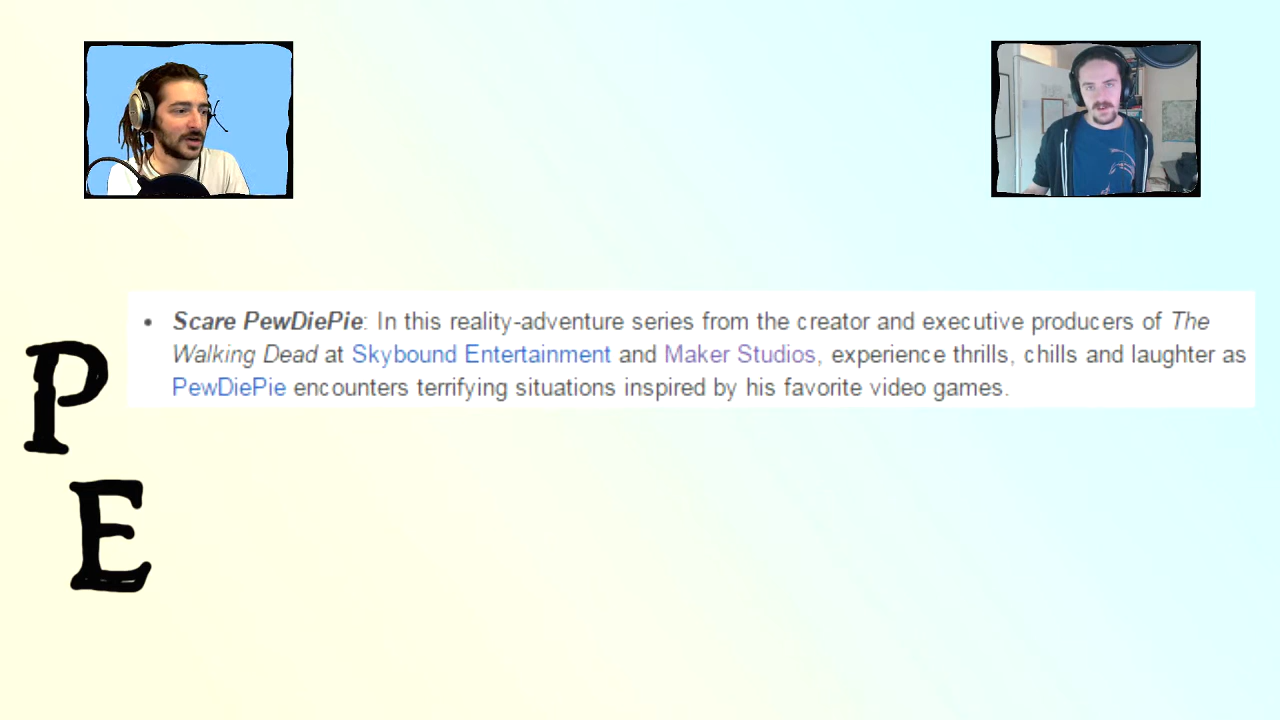 • Scare PewDiePie: In this reality-adventure series from the creator and executive producers of The
Walking Dead at Skybound Entertainment and Maker Studios, experience thrills, chills and laughter as
PewDiePie encounters terrifying situations inspired by his favorite video games.
P
E